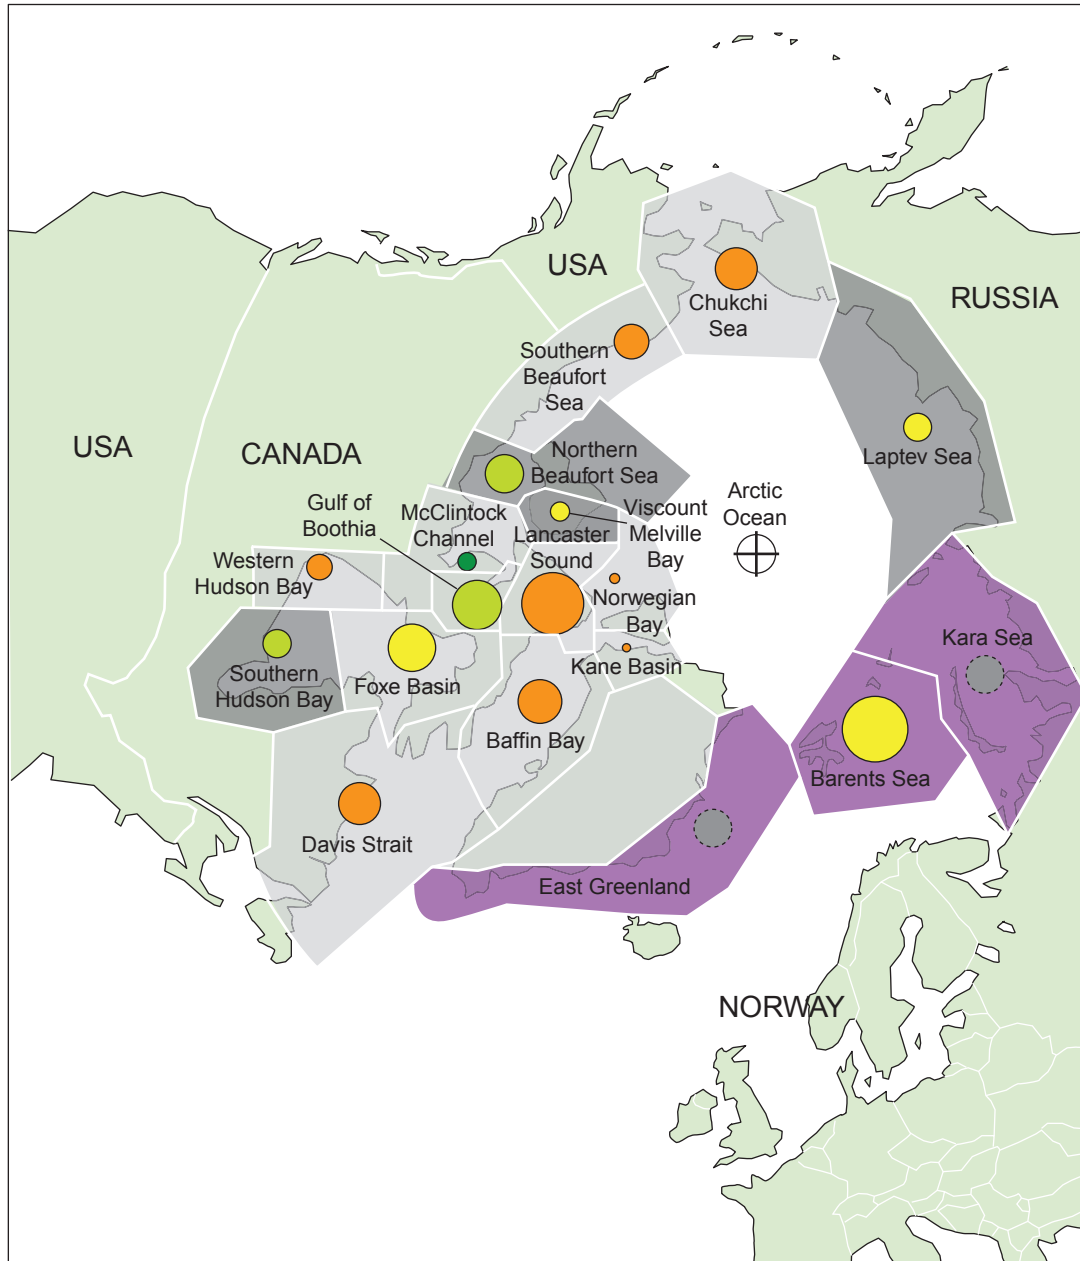 USA
RUSSIA
Chukchi
Sea
Southern
Beaufort
Sea
USA
CANADA
Northern
Beaufort Sea
Laptev Sea
Gulf of
Boothia
McClintock
Channel
Lancaster
Sound
Viscount
Melville
Bay
Arctic
Ocean
Western
Hudson Bay
Norwegian
Bay
Kara Sea
Southern
Hudson Bay
Foxe Basin
Kane Basin
Baffin Bay
Barents Sea
Davis Strait
East Greenland
NORWAY